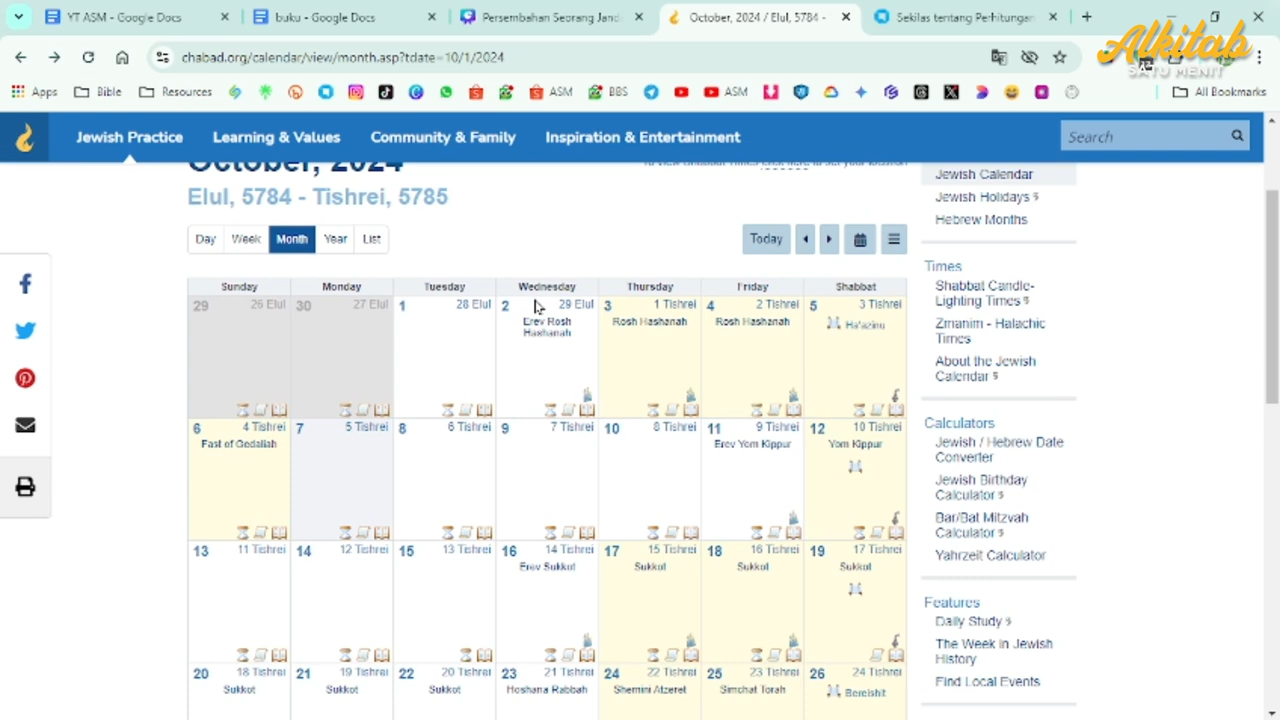 YT ASM - Google Docs
buku - Google Docs
Persembahan Seorang Jand
October, 2024 / Elul, 5784 -
Sekilas tentang Perhitungan
Alkitab
SATU MENIT
chabad.org/calendar/view/month.asp?tdate=10/1/2024
Apps
Bible
Resources
ASM
BBS
ASM
All Bookmarks
Jewish Practice
Learning & Values
Community & Family
Inspiration & Entertainment
Search
October, 2024
Elul, 5784 - Tishrei, 5785
Day
Week
Month
Year
List
Today
Sunday
Monday
Tuesday
Wednesday
Thursday
Friday
Shabbat
29 26 Elul
30 27 Elul
1 28 Elul
2 29 Elul
Erev Rosh
Hashanah
3 1 Tishrei
Rosh Hashanah
4 2 Tishrei
Rosh Hashanah
5 3 Tishrei
Ha'azinu
6 4 Tishrei
Fast of Gedaliah
7 5 Tishrei
8 6 Tishrei
9 7 Tishrei
10 8 Tishrei
11 9 Tishrei
Erev Yom Kippur
12 10 Tishrei
Yom Kippur
13 11 Tishrei
14 12 Tishrei
15 13 Tishrei
16 14 Tishrei
Erev Sukkot
17 15 Tishrei
Sukkot
18 16 Tishrei
Sukkot
19 17 Tishrei
Sukkot
20 18 Tishrei
Sukkot
21 19 Tishrei
Sukkot
22 20 Tishrei
Sukkot
23 21 Tishrei
Hoshana Rabbah
24 22 Tishrei
Shemini Atzeret
25 23 Tishrei
Simchat Torah
26 24 Tishrei
Bereishit
Jewish Calendar
Jewish Holidays
Hebrew Months
Times
Shabbat Candle-
Lighting Times
Zmanim - Halachic
Times
About the Jewish
Calendar
Calculators
Jewish / Hebrew Date
Converter
Jewish Birthday
Calculator
Bar/Bat Mitzvah
Calculator
Yahrzeit Calculator
Features
Daily Study
The Week in Jewish
History
Find Local Events